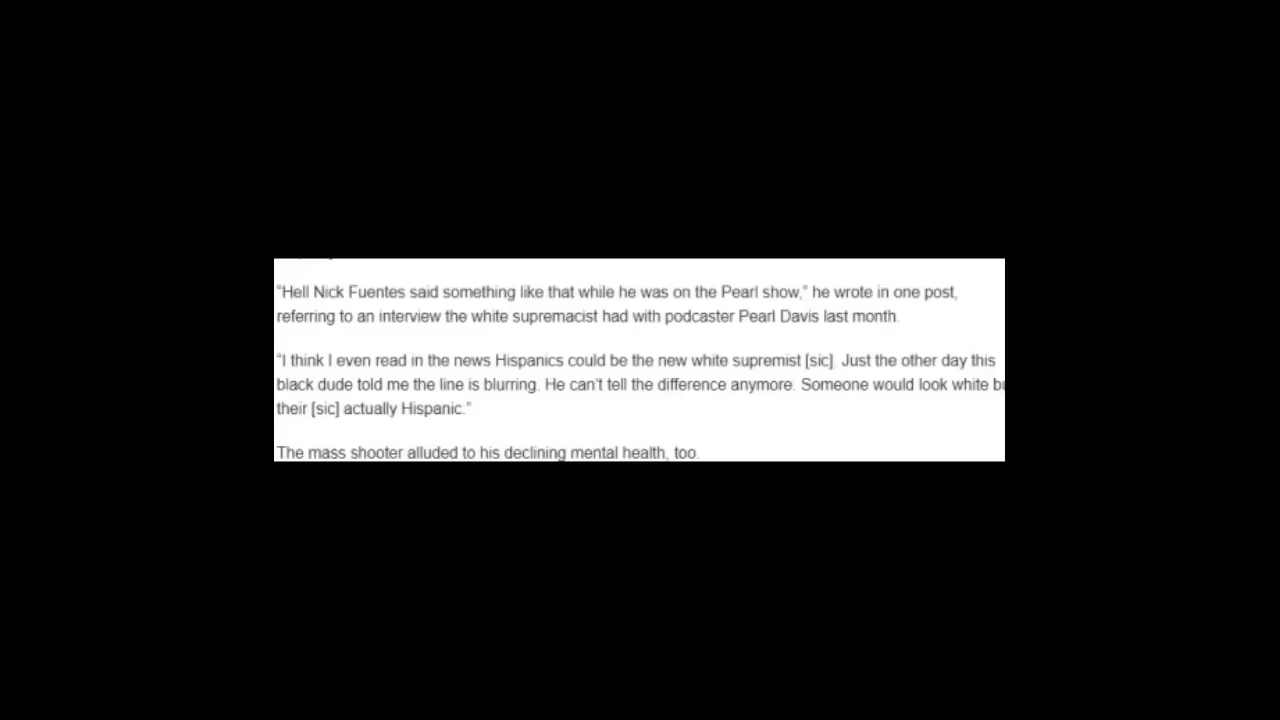 “Hell Nick Fuentes said something like that while he was on the Pearl show,” he wrote in one post,
referring to an interview the white supremacist had with podcaster Pearl Davis last month.
“I think I even read in the news Hispanics could be the new white supremist [sic]. Just the other day this
black dude told me the line is blurring. He can’t tell the difference anymore. Someone would look white
their [sic] actually Hispanic.”
The mass shooter alluded to his declining mental health, too.